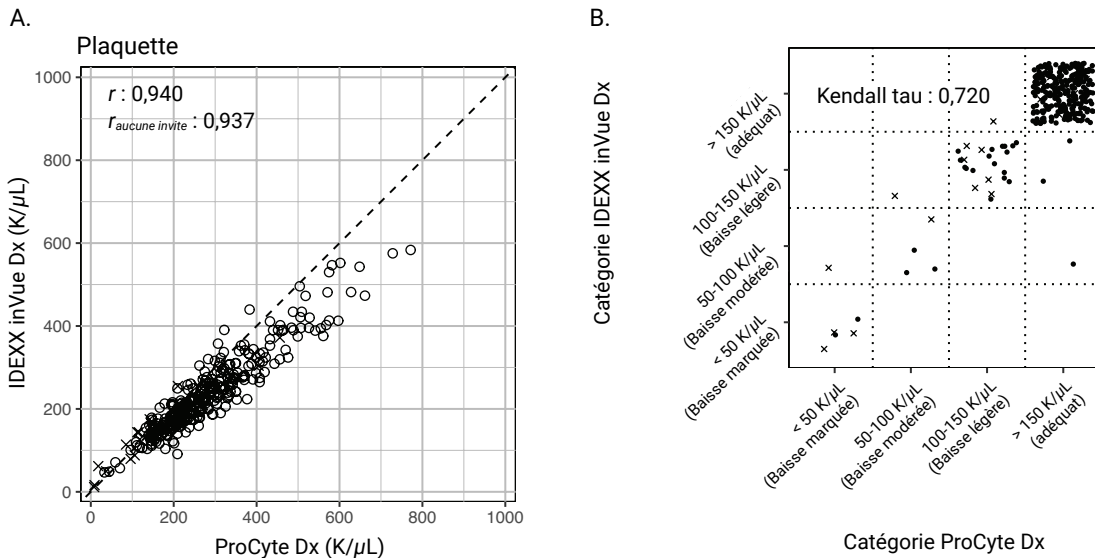 A.
Plaquette
r : 0,940
r aucune invite : 0,937
IDEXX inVue Dx (K/µL)
1000
800
600
400
200
0
0 200 400 600 800 1000
ProCyte Dx (K/µL)
B.
Kendall tau : 0,720
Catégorie IDEXX inVue Dx
> 150 K/µL
(adéquat)
100-150 K/µL
(Baisse légère)
50-100 K/µL
(Baisse modérée)
< 50 K/µL
(Baisse marquée)
< 50 K/µL
(Baisse marquée)
50-100 K/µL
(Baisse modérée)
100-150 K/µL
(Baisse légère)
> 150 K/µL
(adéquat)
Catégorie ProCyte Dx